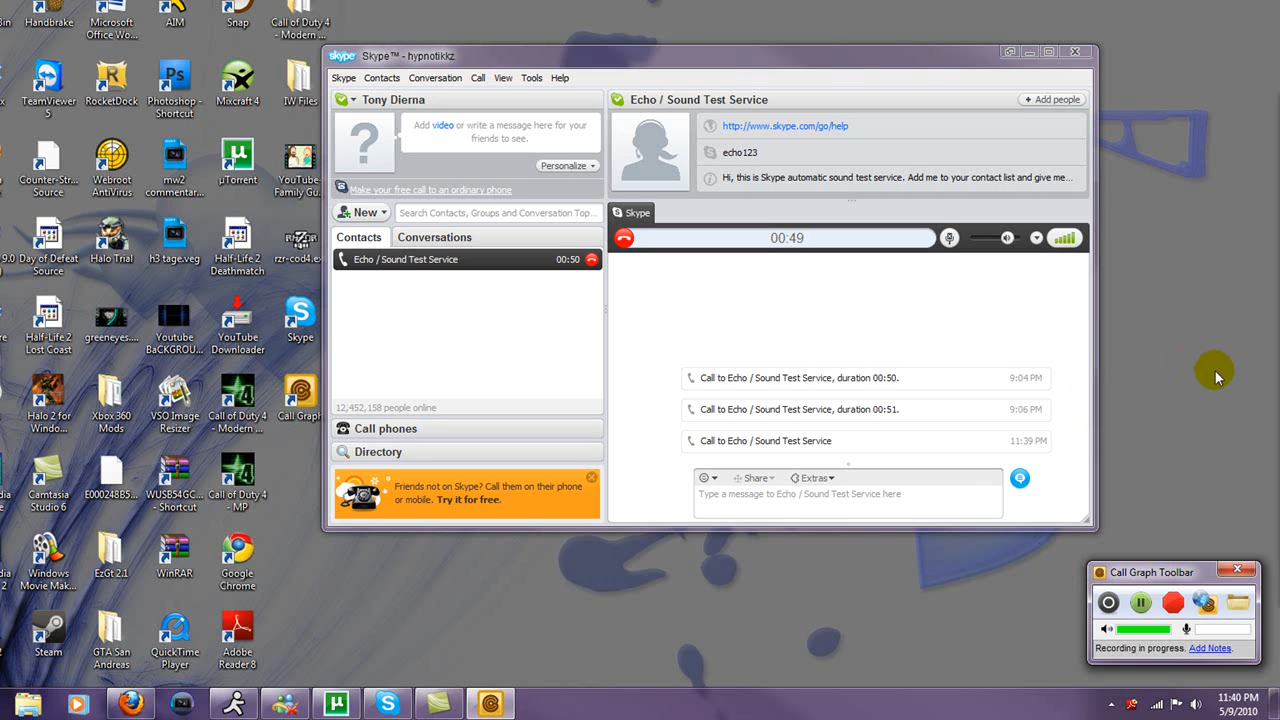 Bin
Handbrake
Microsoft
Office Wo...
AIM
Snap
Call of Duty 4
- Modern ...
TeamViewer
5
RocketDock
Photoshop -
Shortcut
Mixcraft 4
IW Files
Counter-Str...
Source
Webroot
AntiVirus
mw2
commentar...
µTorrent
YouTube
Family Gu...
9.0
Day of Defeat
Source
Halo Trial
h3 tage.veg
Half-Life 2
Deathmatch
rzr-cod4.ex
Half-Life 2
Lost Coast
greeneyes....
Youtube
BaCKGROU...
YouTube
Downloader
Skype
Halo 2 for
Windo...
Xbox 360
Mods
VSO Image
Resizer
Call of Duty 4
- Modern ...
Call Graph
Camtasia
Studio 6
E000248B5...
WUSB54GC...
- Shortcut
Call of Duty 4
MP
Windows
Movie Mak...
EzGt 2.1
WinRAR
Google
Chrome
Steam
GTA San
Andreas
QuickTime
Player
Adobe
Reader 8
Skype™ - hypnotikkz
Skype Contacts Conversation Call View Tools Help
Tony Dierna
Add video or write a message here for your
friends to see.
Personalize
Make your free call to an ordinary phone
New
Search Contacts, Groups and Conversation Top...
Contacts Conversations
Echo / Sound Test Service 00:50
12,452,158 people online
Call phones
Directory
Friends not on Skype? Call them on their phone
or mobile. Try it for free.
Echo / Sound Test Service
+ Add people
http://www.skype.com/go/help
echo123
Hi, this is Skype automatic sound test service. Add me to your contact list and give me...
Skype
00:49
Call to Echo / Sound Test Service, duration 00:50. 9:04 PM
Call to Echo / Sound Test Service, duration 00:51. 9:06 PM
Call to Echo / Sound Test Service 11:39 PM
Share Extras
Type a message to Echo / Sound Test Service here
Call Graph Toolbar
Recording in progress. Add Notes.
11:40 PM
5/9/2010